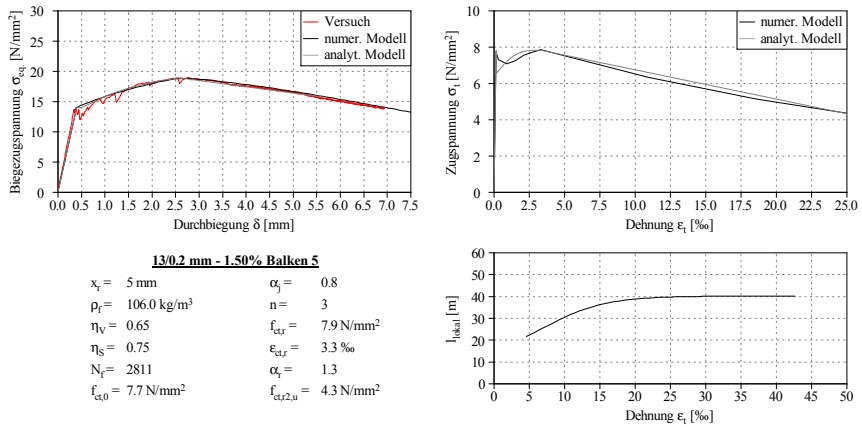 Biegezugspannung σeq. [N/mm²]
30
25
20
15
10
5
0
0.0 0.5 1.0 1.5 2.0 2.5 3.0 3.5 4.0 4.5 5.0 5.5 6.0 6.5 7.0 7.5
Durchbiegung δ [mm]
Versuch
numer. Modell
analyt. Modell
Zugspannung σt [N/mm²]
10
8
6
4
2
0
0.0 2.5 5.0 7.5 10.0 12.5 15.0 17.5 20.0 22.5 25.0
Dehnung εt [‰]
numer. Modell
analyt. Modell
13/0.2 mm - 1.50% Balken 5
xr = 5 mm αj = 0.8
ρf = 106.0 kg/m³ n = 3
ηV = 0.65 fct,r = 7.9 N/mm²
ηS = 0.75 εct,r = 3.3 ‰
Nf = 2811 αr = 1.3
fct,0 = 7.7 N/mm² fct,r2,u = 4.3 N/mm²
llokal [m]
60
50
40
30
20
10
0
0 5 10 15 20 25 30 35 40 45 50
Dehnung εt [‰]